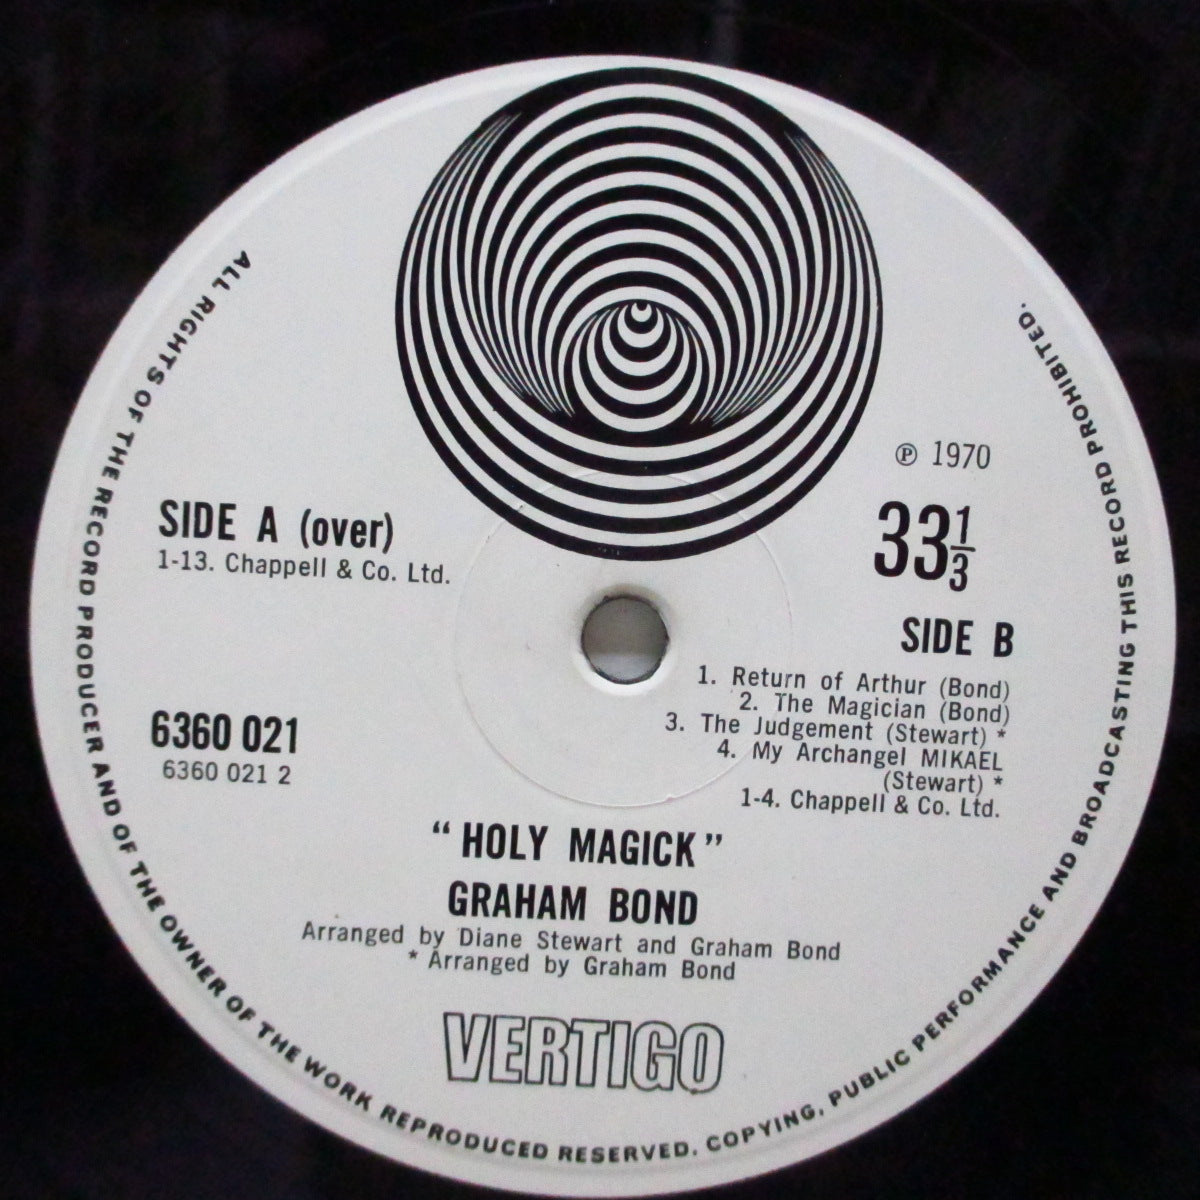 ALL RIGHTS OF THE RECORD PRODUCER AND OF THE OWNER OF THE WORK REPRODUCED RESERVED. COPYING, PUBLIC PERFORMANCE AND BROADCASTING THIS RECORD PROHIBITED.
℗ 1970
33 1/3
SIDE A (over)
1-13. Chappell & Co. Ltd.
SIDE B
1. Return of Arthur (Bond)
2. The Magician (Bond)
3. The Judgement (Stewart) *
4. My Archangel MIKAEL
(Stewart) *
1-4. Chappell & Co. Ltd.
6360 021
6360 021 2
"HOLY MAGICK"
GRAHAM BOND
Arranged by Diane Stewart and Graham Bond
* Arranged by Graham Bond
VERTIGO